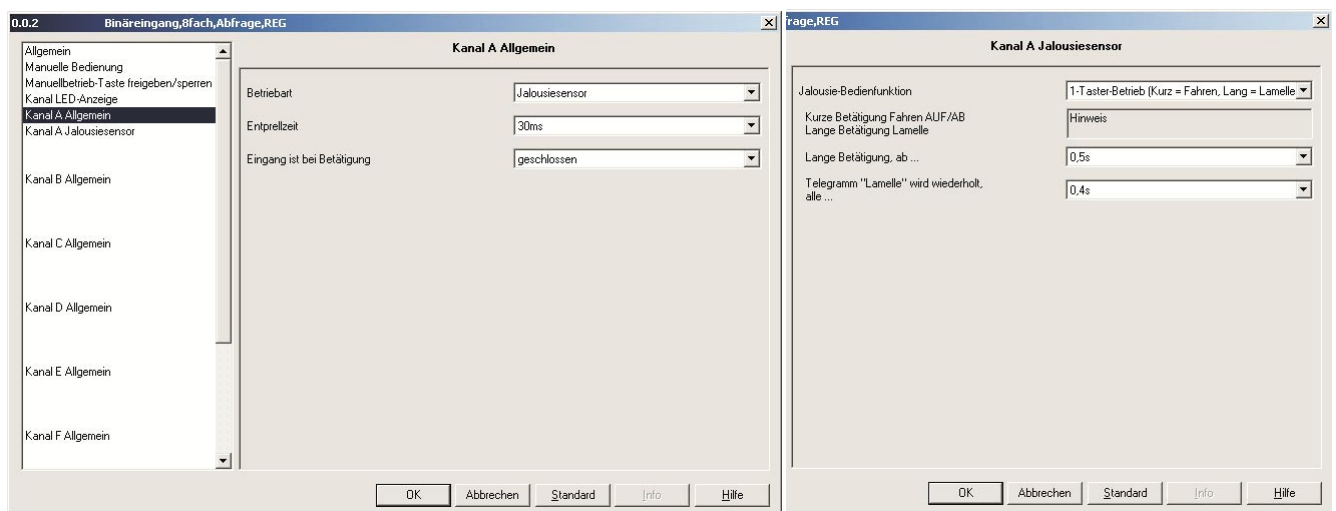 0.0.2 Binäreingang,8fach,Abfrage,REG
Allgemein
Manuelle Bedienung
Manuellbetrieb-Taste freigeben/sperren
Kanal LED-Anzeige
Kanal A Allgemein
Kanal A Jalousiesensor
Kanal B Allgemein
Kanal C Allgemein
Kanal D Allgemein
Kanal E Allgemein
Kanal F Allgemein
Kanal A Allgemein
Betriebart Jalousiesensor
Entprellzeit 30ms
Eingang ist bei Betätigung geschlossen
OK Abbrechen Standard Info Hilfe
frage,REG
Kanal A Jalousiesensor
Jalousie-Bedienfunktion 1-Taster-Betrieb (Kurz = Fahren, Lang = Lamelle
Kurze Betätigung Fahren AUF/AB
Lange Betätigung Lamelle
Hinweis
Lange Betätigung, ab ... 0,5s
Telegramm "Lamelle" wird wiederholt,
alle ...
0,4s
OK Abbrechen Standard Info Hilfe